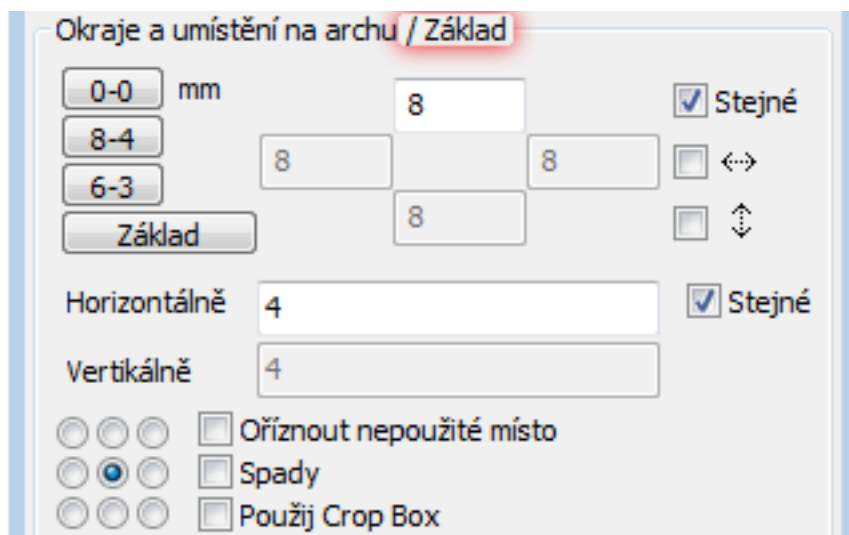 Okraje a umístění na archu / Základ
0-0 mm 8 Stejné
8-4
8 8
6-3
Základ 8
Horizontálně 4 Stejné
Vertikálně 4
Oříznout nepoužité místo
Spady
Použij Crop Box